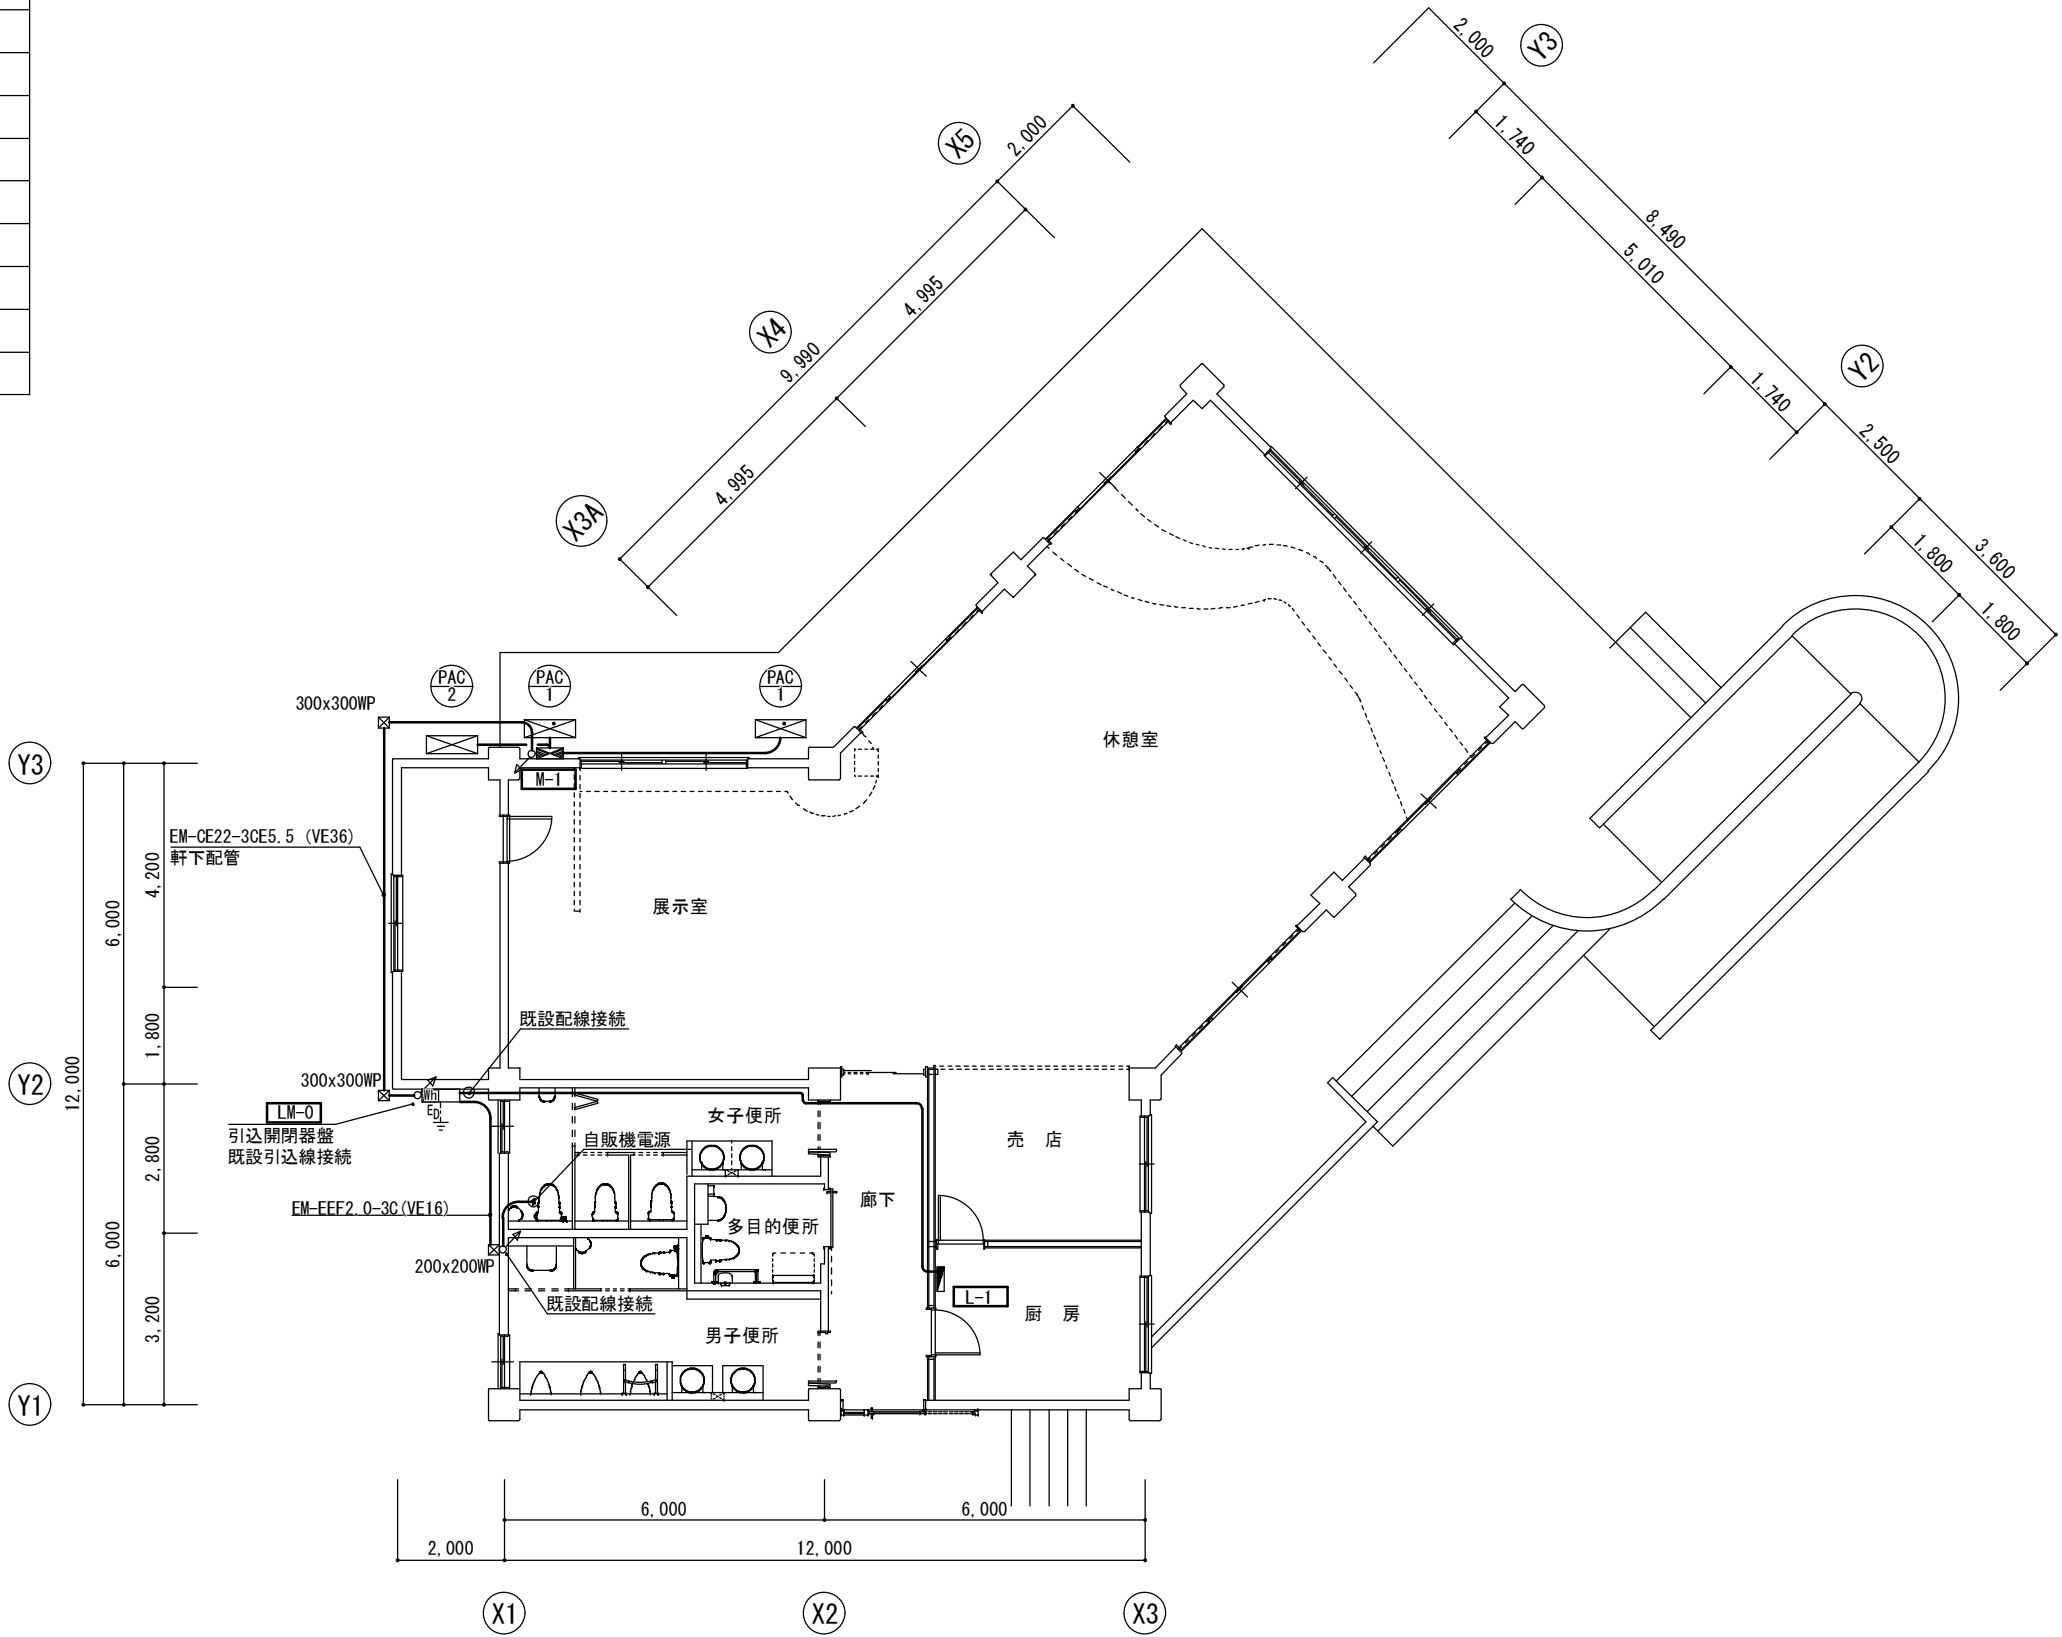 2,000
Y3
1,740
8,490
5,010
1,740
Y2
2,500
3,600
1,800
1,800
X5
2,000
4,995
X4
9,990
4,995
X3A
PAC
2
PAC
1
PAC
1
300x300WP
M-1
休憩室
Y3
EM-CE22-3CE5.5 (VE36)
軒下配管
4,200
6,000
展示室
既設配線接続
1,800
12,000
Y2
300x300WP
Wh
ED
LM-0
引込開閉器盤
既設引込線接続
女子便所
自販機電源
売 店
2,800
廊下
EM-EEF2.0-3C(VE16)
多目的便所
6,000
200x200WP
既設配線接続
L-1
厨 房
3,200
男子便所
Y1
6,000
6,000
2,000
12,000
X1
X2
X3